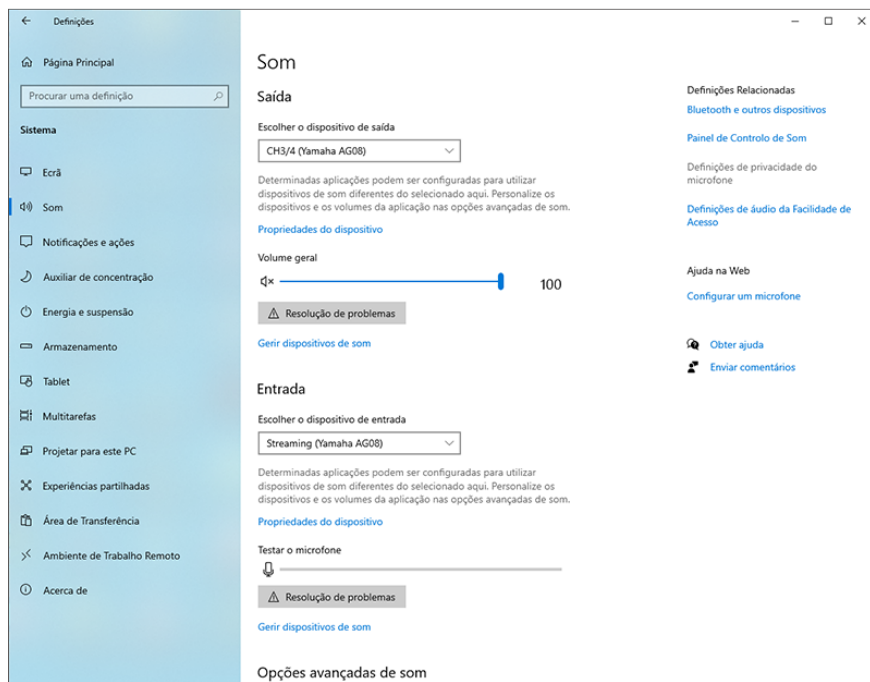 Definições
Página Principal
Procurar uma definição
Sistema
Ecrã
Som
Notificações e ações
Auxiliar de concentração
Energia e suspensão
Armazenamento
Tablet
Multitarefas
Projetar para este PC
Experiências partilhadas
Área de Transferência
Ambiente de Trabalho Remoto
Acerca de
Som
Saída
Escolher o dispositivo de saída
CH3/4 (Yamaha AG08)
Determinadas aplicações podem ser configuradas para utilizar
dispositivos de som diferentes do selecionado aqui. Personalize os
dispositivos e os volumes da aplicação nas opções avançadas de som.
Propriedades do dispositivo
Volume geral
100
Resolução de problemas
Gerir dispositivos de som
Entrada
Escolher o dispositivo de entrada
Streaming (Yamaha AG08)
Determinadas aplicações podem ser configuradas para utilizar
dispositivos de som diferentes do selecionado aqui. Personalize os
dispositivos e os volumes da aplicação nas opções avançadas de som.
Propriedades do dispositivo
Testar o microfone
Resolução de problemas
Gerir dispositivos de som
Opções avançadas de som
Definições Relacionadas
Bluetooth e outros dispositivos
Painel de Controlo de Som
Definições de privacidade do
microfone
Definições de áudio da Facilidade de
Acesso
Ajuda na Web
Configurar um microfone
Obter ajuda
Enviar comentários